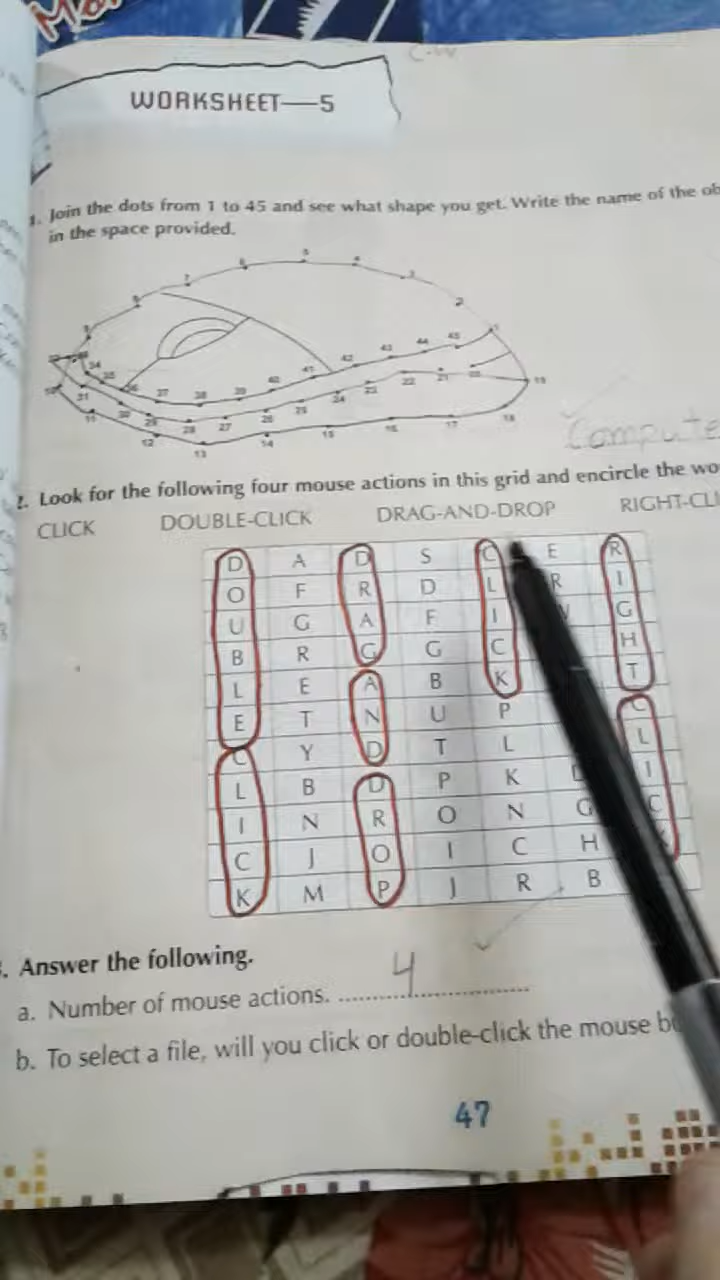 C.W
WORKSHEET—5
1. Join the dots from 1 to 45 and see what shape you get. Write the name of the ob
in the space provided.
Compute
2. Look for the following four mouse actions in this grid and encircle the wo
CLICK DOUBLE-CLICK DRAG-AND-DROP RIGHT-CLI
D A D S C E R
O F R D L R I
U G A F I G
B R G G C H
L E A B K T
E T N U P C
C Y D T L L
L B D P K I
I N R O N G C
C J O I C H
K M P J R B
3. Answer the following.
a. Number of mouse actions. 4
b. To select a file, will you click or double-click the mouse b
47